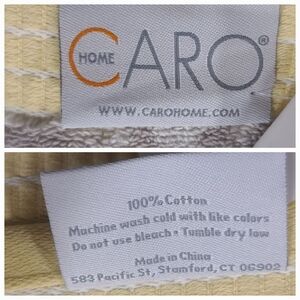 HOME
CARO®
WWW.CAROHOME.COM
100% Cotton
Machine wash cold with like colors
Do not use bleach • Tumble dry low
Made in China
583 Pacific St, Stamford, CT 06902